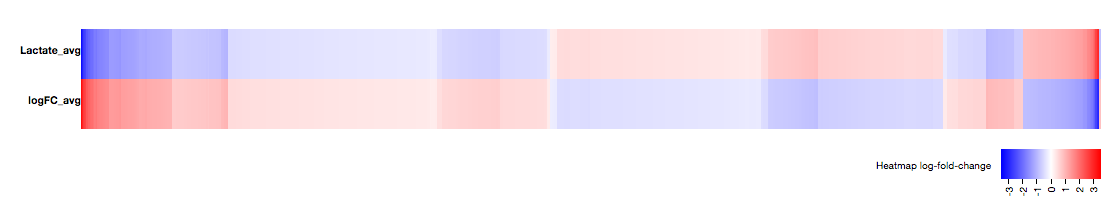 Lactate_avg
logFC_avg
Heatmap log-fold-change
-3 -2 -1 0 1 2 3